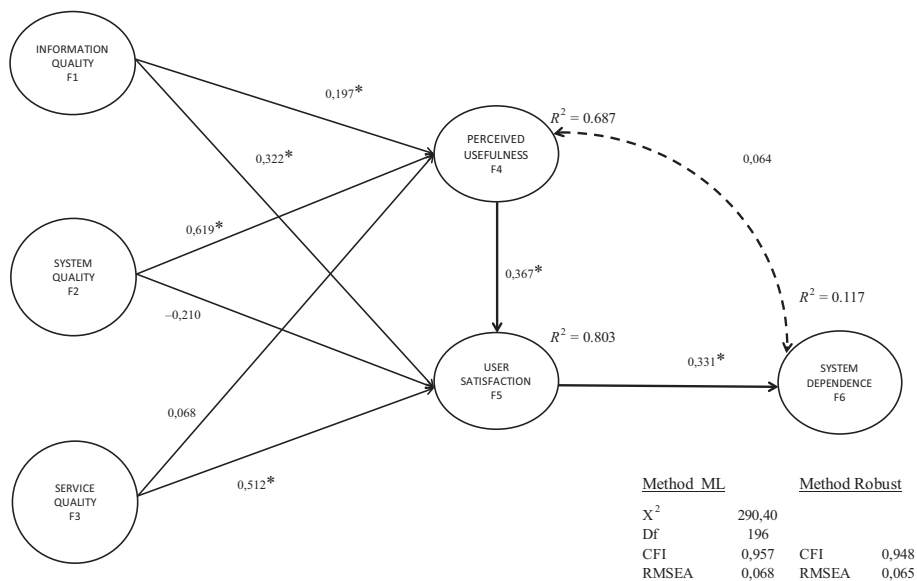 INFORMATION
QUALITY
F1
0,197*
R² = 0.687
PERCEIVED
USEFULNESS
F4
0,064
0,322*
0,619*
SYSTEM
QUALITY
F2
0,367*
R² = 0.117
–0,210
R² = 0.803
USER
SATISFACTION
F5
0,331*
SYSTEM
DEPENDENCE
F6
0,068
0,512*
SERVICE
QUALITY
F3
Method ML Method Robust
X² 290,40
Df 196
CFI 0,957 CFI 0,948
RMSEA 0,068 RMSEA 0,065